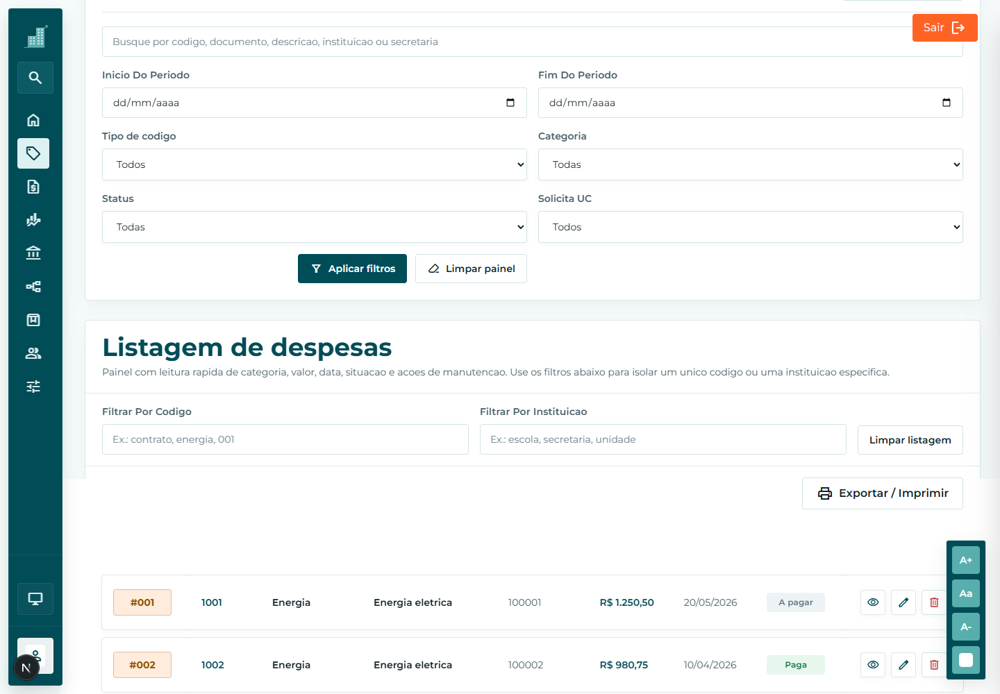 Sair
Busque por codigo, documento, descricao, instituicao ou secretaria
Inicio Do Periodo
Fim Do Periodo
dd/mm/aaaa
dd/mm/aaaa
Tipo de codigo
Categoria
Todos
Todas
Status
Solicita UC
Todas
Todos
Aplicar filtros
Limpar painel
Listagem de despesas
Painel com leitura rapida de categoria, valor, data, situacao e acoes de manutencao. Use os filtros abaixo para isolar um unico codigo ou uma instituicao especifica.
Filtrar Por Codigo
Filtrar Por Instituicao
Ex.: contrato, energia, 001
Ex.: escola, secretaria, unidade
Limpar listagem
Exportar / Imprimir
#001 1001 Energia Energia eletrica 100001 R$ 1.250,50 20/05/2026 A pagar
#002 1002 Energia Energia eletrica 100002 R$ 980,75 10/04/2026 Paga
A+
Aa
A-
N